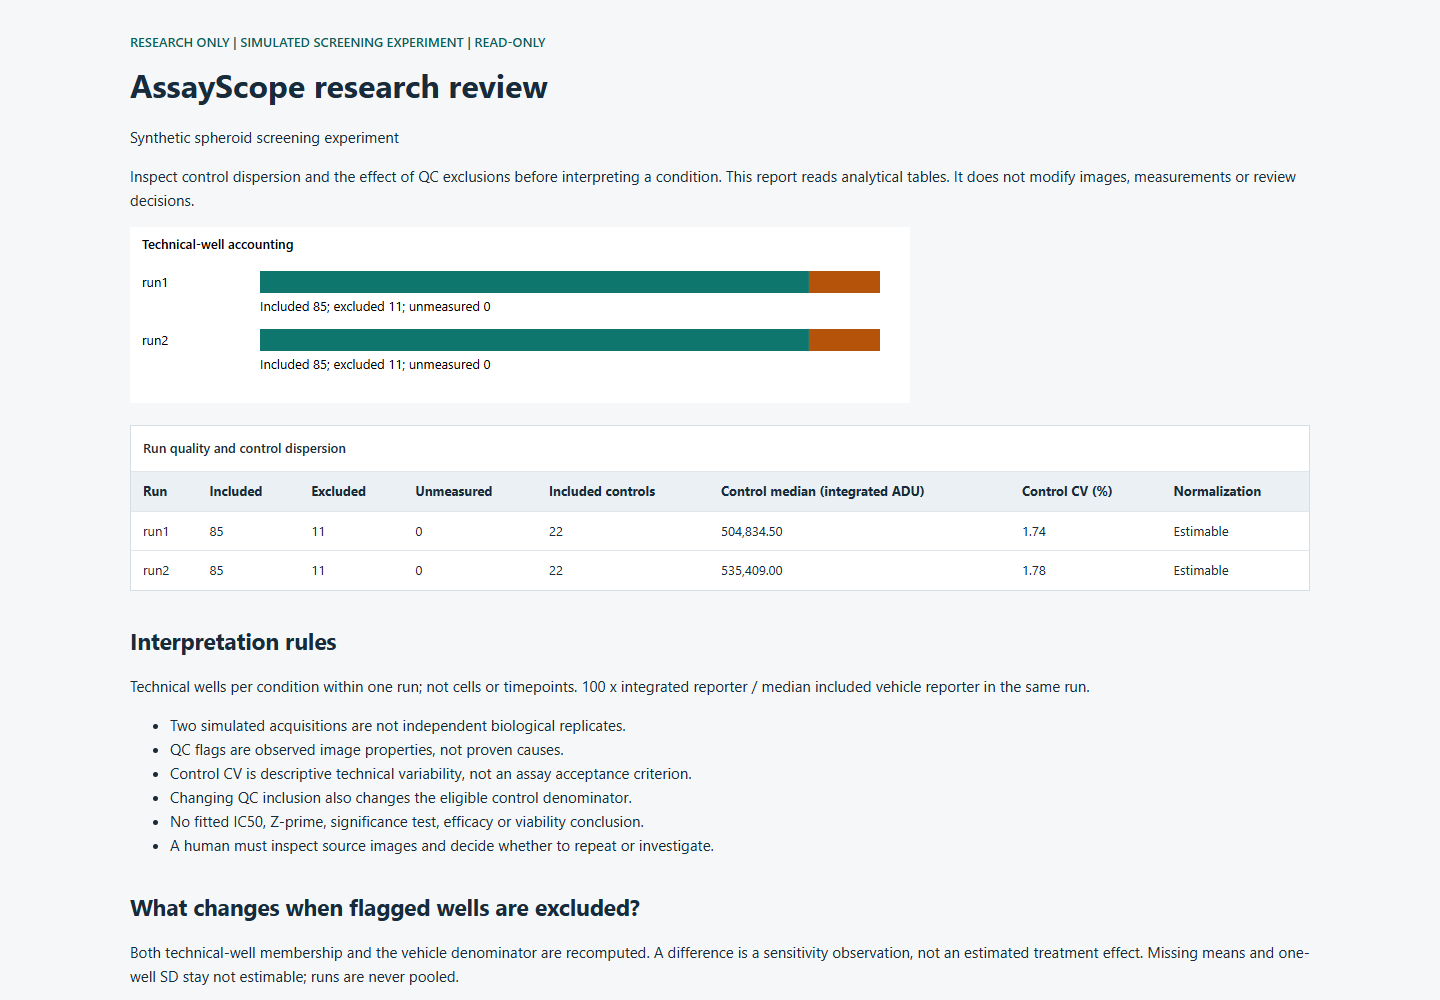 RESEARCH ONLY | SIMULATED SCREENING EXPERIMENT | READ-ONLY
AssayScope research review
Synthetic spheroid screening experiment
Inspect control dispersion and the effect of QC exclusions before interpreting a condition. This report reads analytical tables. It does not modify images, measurements or review
decisions.
Technical-well accounting
run1
Included 85; excluded 11; unmeasured 0
run2
Included 85; excluded 11; unmeasured 0
Run quality and control dispersion
Run Included Excluded Unmeasured Included controls Control median (integrated ADU) Control CV (%) Normalization
run1 85 11 0 22 504,834.50 1.74 Estimable
run2 85 11 0 22 535,409.00 1.78 Estimable
Interpretation rules
Technical wells per condition within one run; not cells or timepoints. 100 x integrated reporter / median included vehicle reporter in the same run.
• Two simulated acquisitions are not independent biological replicates.
• QC flags are observed image properties, not proven causes.
• Control CV is descriptive technical variability, not an assay acceptance criterion.
• Changing QC inclusion also changes the eligible control denominator.
• No fitted IC50, Z-prime, significance test, efficacy or viability conclusion.
• A human must inspect source images and decide whether to repeat or investigate.
What changes when flagged wells are excluded?
Both technical-well membership and the vehicle denominator are recomputed. A difference is a sensitivity observation, not an estimated treatment effect. Missing means and one-
well SD stay not estimable; runs are never pooled.